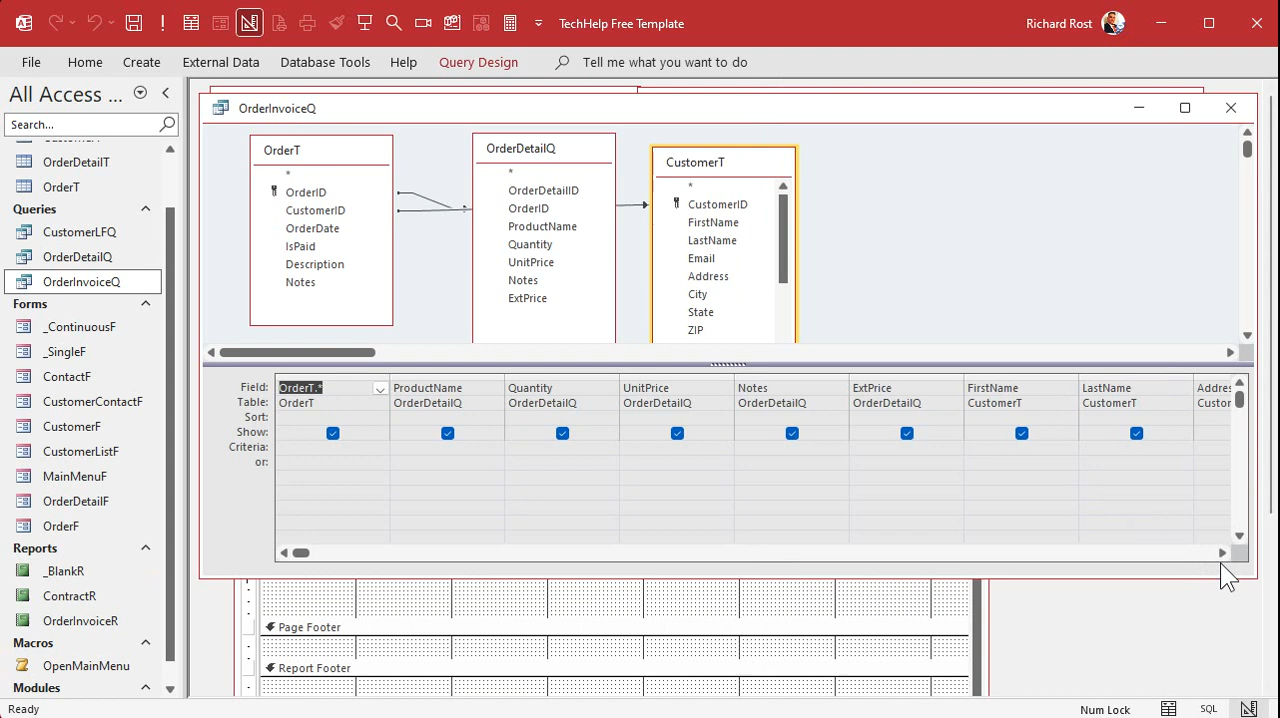 TechHelp Free Template
Richard Rost
File Home Create External Data Database Tools Help Query Design Tell me what you want to do
All Access ...
Search...
OrderDetailT
OrderT
Queries
CustomerLFQ
OrderDetailQ
OrderInvoiceQ
Forms
_ContinuousF
_SingleF
ContactF
CustomerContactF
CustomerF
CustomerListF
MainMenuF
OrderDetailF
OrderF
Reports
_BlankR
ContractR
OrderInvoiceR
Macros
OpenMainMenu
Modules
OrderInvoiceQ
OrderT
*
OrderID
CustomerID
OrderDate
IsPaid
Description
Notes
OrderDetailQ
*
OrderDetailID
OrderID
ProductName
Quantity
UnitPrice
Notes
ExtPrice
CustomerT
*
CustomerID
FirstName
LastName
Email
Address
City
State
ZIP
Field: OrderT.* ProductName Quantity UnitPrice Notes ExtPrice FirstName LastName Addres
Table: OrderT OrderDetailQ OrderDetailQ OrderDetailQ OrderDetailQ OrderDetailQ CustomerT CustomerT Custor
Sort:
Show:
Criteria:
or:
Page Footer
Report Footer
Ready
Num Lock
SQL